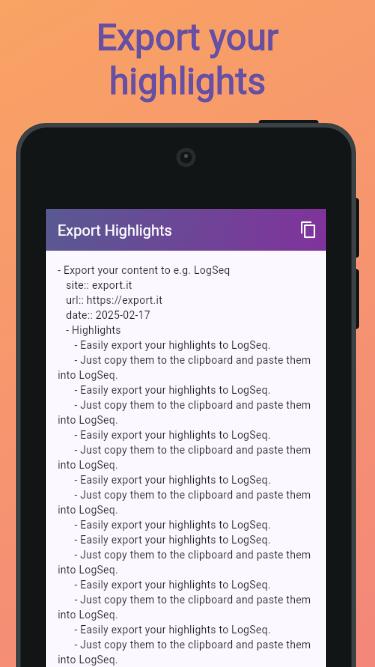 Export your
highlights
Export Highlights
- Export your content to e.g. LogSeq
site:: export.it
url:: https://export.it
date:: 2025-02-17
- Highlights
- Easily export your highlights to LogSeq.
- Just copy them to the clipboard and paste them
into LogSeq.
- Easily export your highlights to LogSeq.
- Just copy them to the clipboard and paste them
into LogSeq.
- Easily export your highlights to LogSeq.
- Just copy them to the clipboard and paste them
into LogSeq.
- Easily export your highlights to LogSeq.
- Just copy them to the clipboard and paste them
into LogSeq.
- Easily export your highlights to LogSeq.
- Easily export your highlights to LogSeq.
- Just copy them to the clipboard and paste them
into LogSeq.
- Easily export your highlights to LogSeq.
- Just copy them to the clipboard and paste them
into LogSeq.
- Easily export your highlights to LogSeq.
- Just copy them to the clipboard and paste them
into LogSeq.